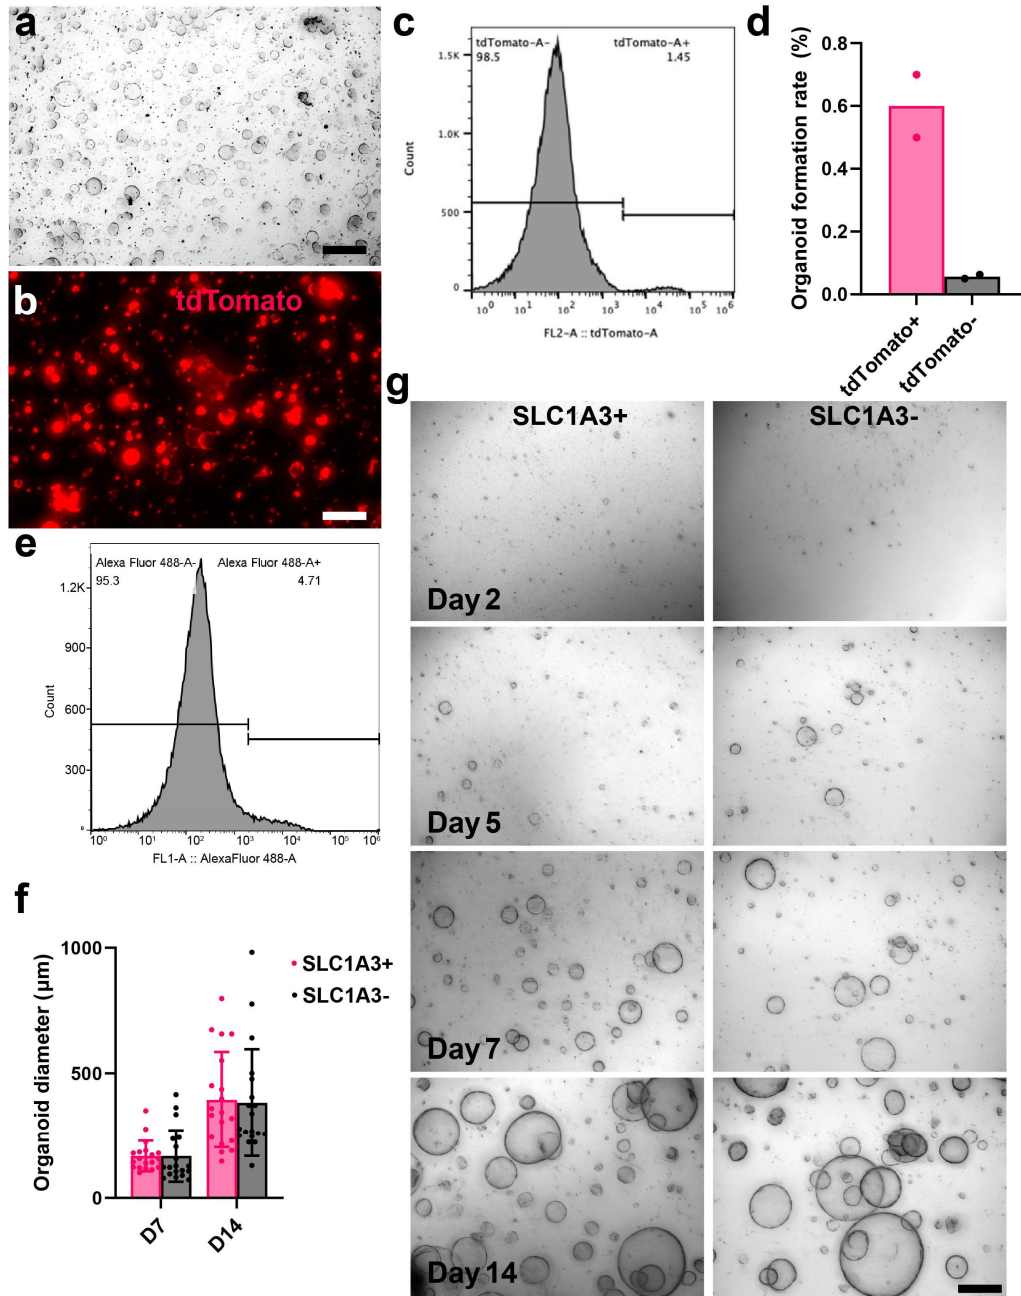 a
b
tdTomato
c
tdTomato-A- tdTomato-A+
98.5 1.45
1.5K
1.0K
500
0
Count
10^0 10^1 10^2 10^3 10^4 10^5 10^6
FL2-A :: tdTomato-A
d
Organoid formation rate (%)
0.8
0.6
0.4
0.2
0.0
tdTomato+
tdTomato-
e
Alexa Fluor 488-A- Alexa Fluor 488-A+
95.3 4.71
1.2K
900
600
300
0
Count
10^0 10^1 10^2 10^3 10^4 10^5 10^6
FL1-A :: AlexaFluor 488-A
f
Organoid diameter (µm)
1000
500
0
D7
D14
SLC1A3+
SLC1A3-
g
SLC1A3+ SLC1A3-
Day 2
Day 5
Day 7
Day 14